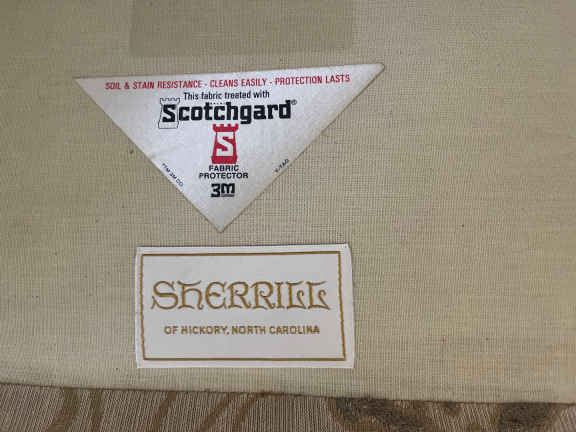 SOIL & STAIN RESISTANCE - CLEANS EASILY - PROTECTION LASTS
This fabric treated with
Scotchgard®
S
FABRIC
PROTECTOR
3M
SHERRILL
OF HICKORY, NORTH CAROLINA